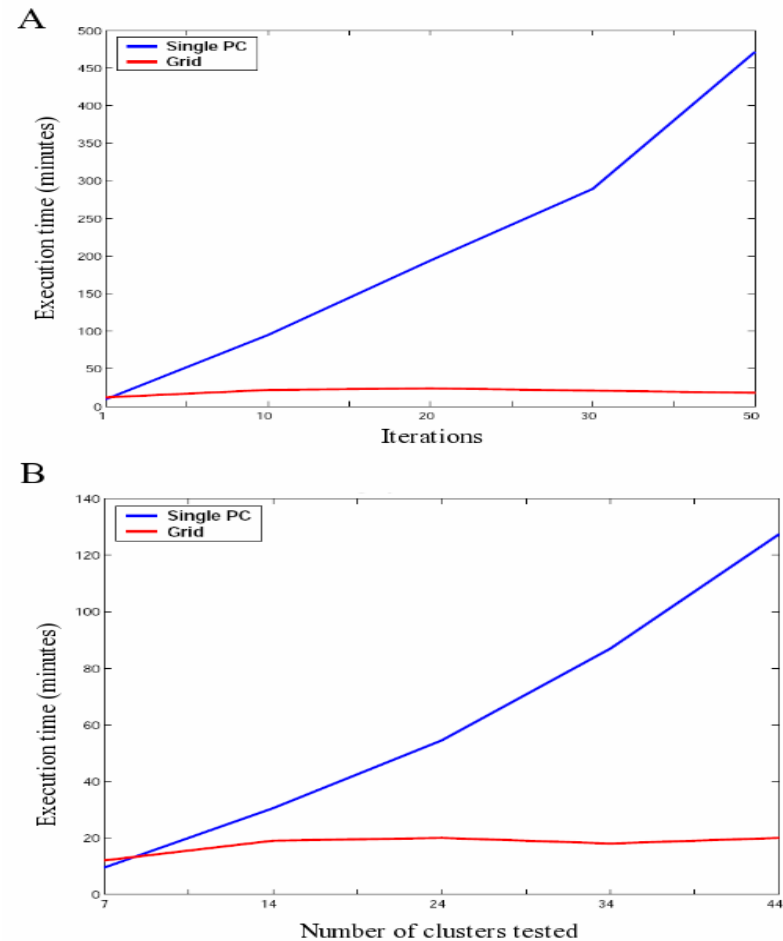 A
500
450
400
350
300
250
200
150
100
50
0
Execution time (minutes)
Single PC
Grid
1 10 20 30 50
Iterations
B
140
120
100
80
60
40
20
0
Execution time (minutes)
Single PC
Grid
7 14 24 34 44
Number of clusters tested